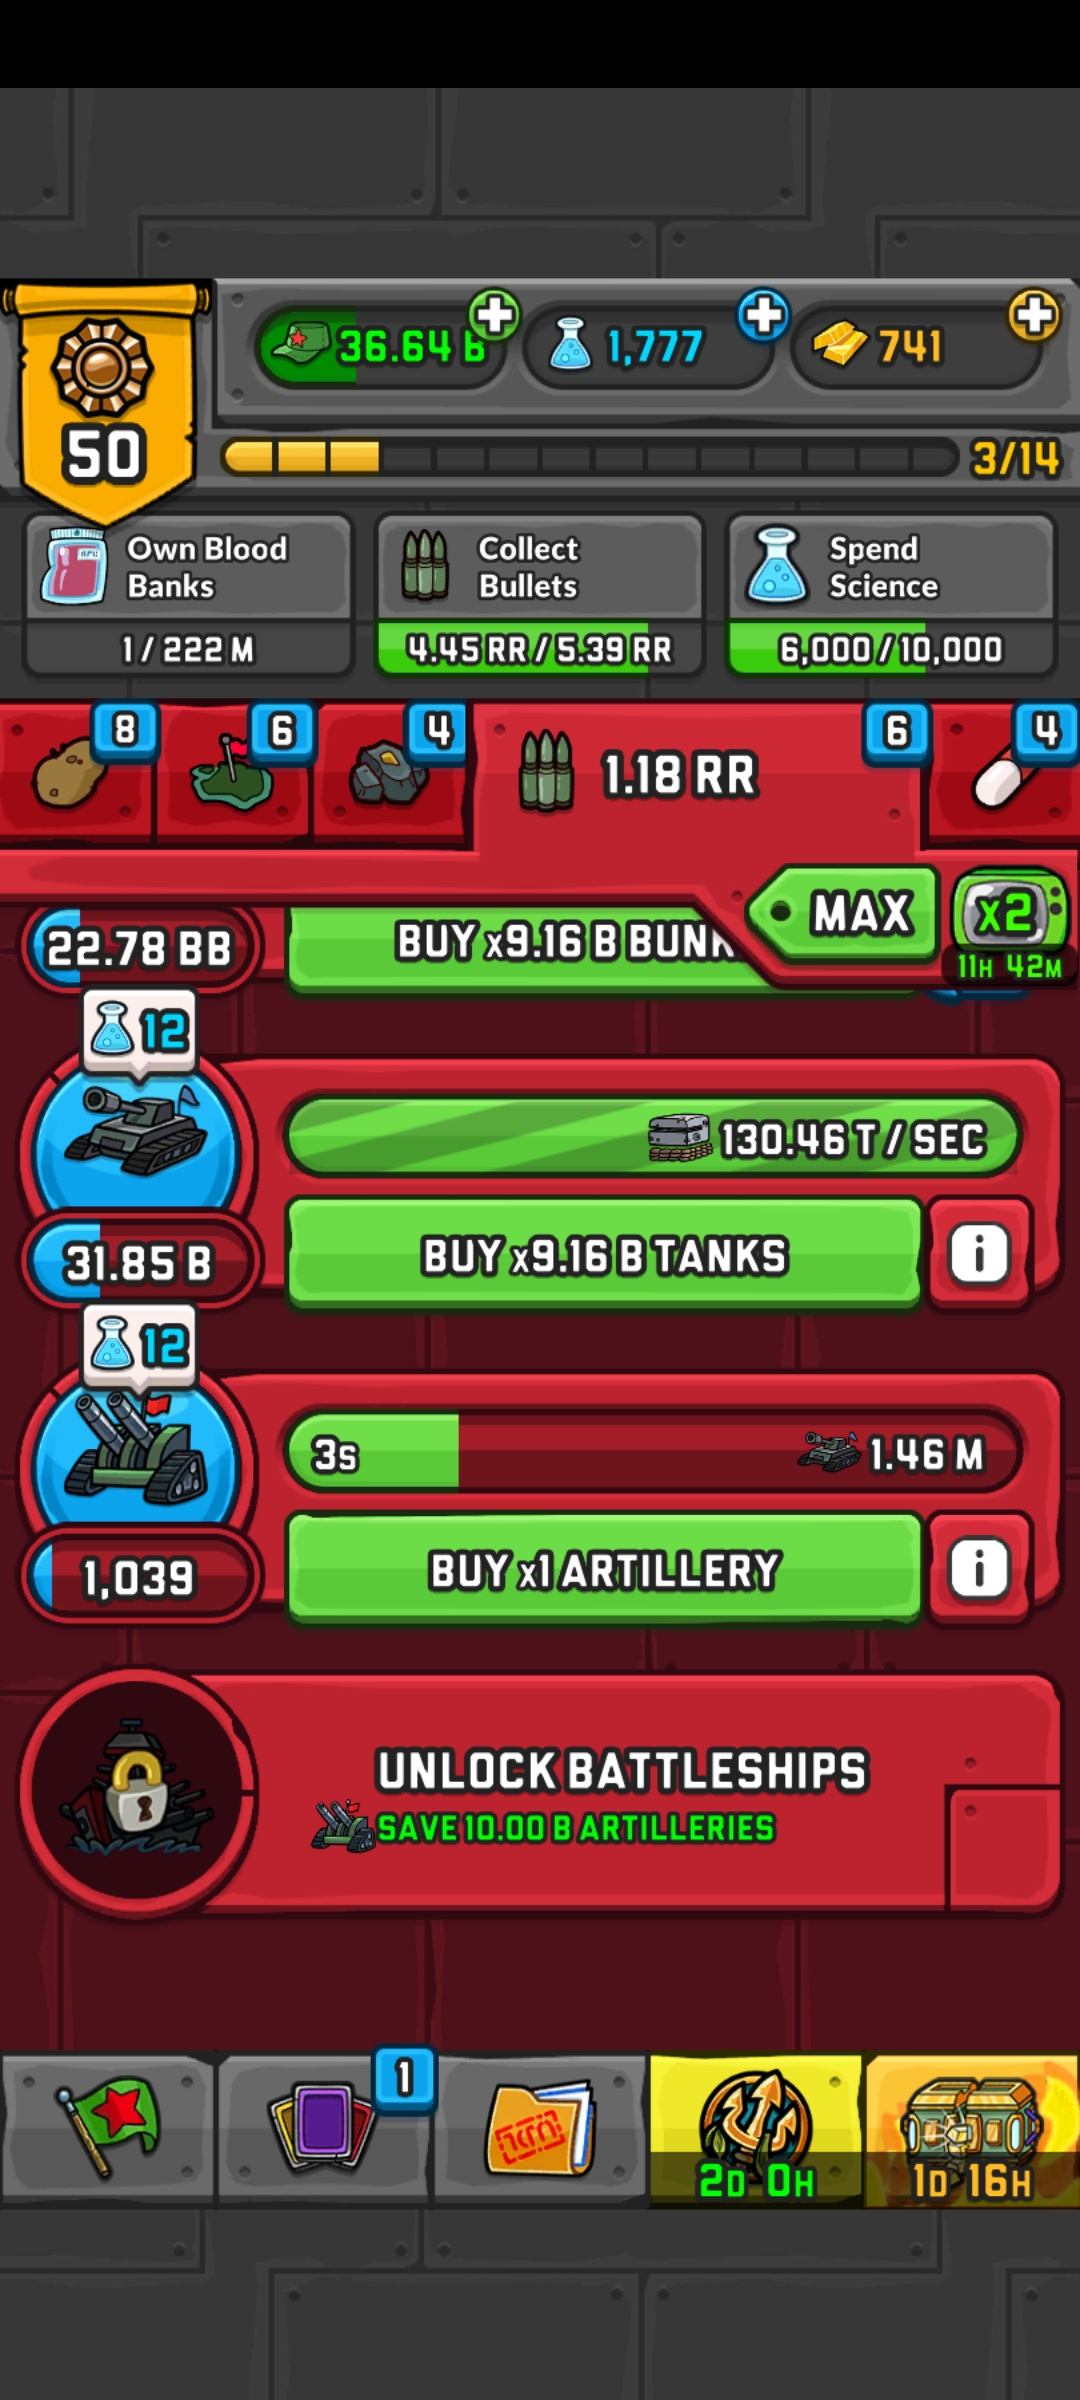 50
36.64 B
1,777
741
3/14
Own Blood
Banks
1 / 222 M
Collect
Bullets
4.45 RR / 5.39 RR
Spend
Science
6,000 / 10,000
8
6
4
1.18 RR
6
4
MAX
x2
11H 42M
22.78 BB
BUY x9.16 B
12
130.46 T / SEC
31.85 B
BUY x9.16 B TANKS
i
12
3s
1.46 M
1,039
BUY x1 ARTILLERY
i
UNLOCK BATTLESHIPS
SAVE 10.00 B ARTILLERIES
1
2D 0H
1D 16H